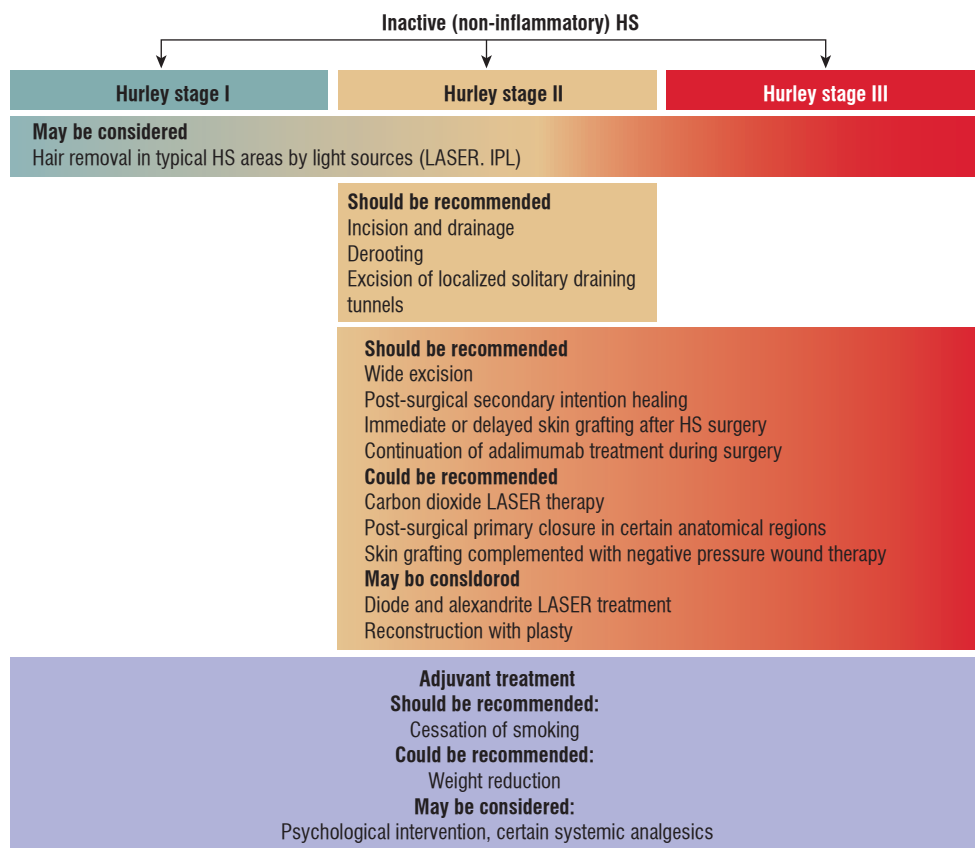 Inactive (non-inflammatory) HS
Hurley stage I
Hurley stage II
Hurley stage III
May be considered
Hair removal in typical HS areas by light sources (LASER. IPL)
Should be recommended
Incision and drainage
Derooting
Excision of localized solitary draining
tunnels
Should be recommended
Wide excision
Post-surgical secondary intention healing
Immediate or delayed skin grafting after HS surgery
Continuation of adalimumab treatment during surgery
Could be recommended
Carbon dioxide LASER therapy
Post-surgical primary closure in certain anatomical regions
Skin grafting complemented with negative pressure wound therapy
May bo consldorod
Diode and alexandrite LASER treatment
Reconstruction with plasty
Adjuvant treatment
Should be recommended:
Cessation of smoking
Could be recommended:
Weight reduction
May be considered:
Psychological intervention, certain systemic analgesics